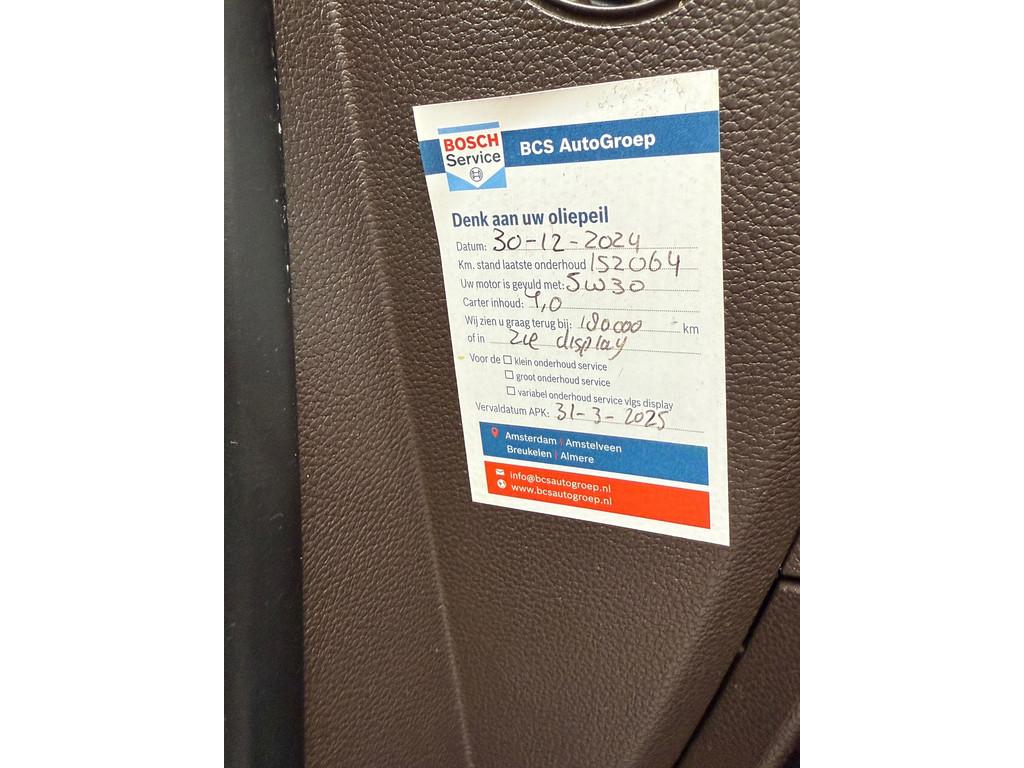 BOSCH
Service
BCS AutoGroep
Denk aan uw oliepeil
Datum: 30-12-2024
Km. stand laatste onderhoud 152064
Uw motor is gevuld met: 5W30
Carter inhoud: 4,0
Wij zien u graag terug bij: 180000 km
of in zie display
Voor de ☐ klein onderhoud service
☐ groot onderhoud service
☐ variabel onderhoud service vlgs display
Vervaldatum APK: 31-3-2025
Amsterdam | Amstelveen
Breukelen | Almere
info@bcsautogroep.nl
www.bcsautogroep.nl